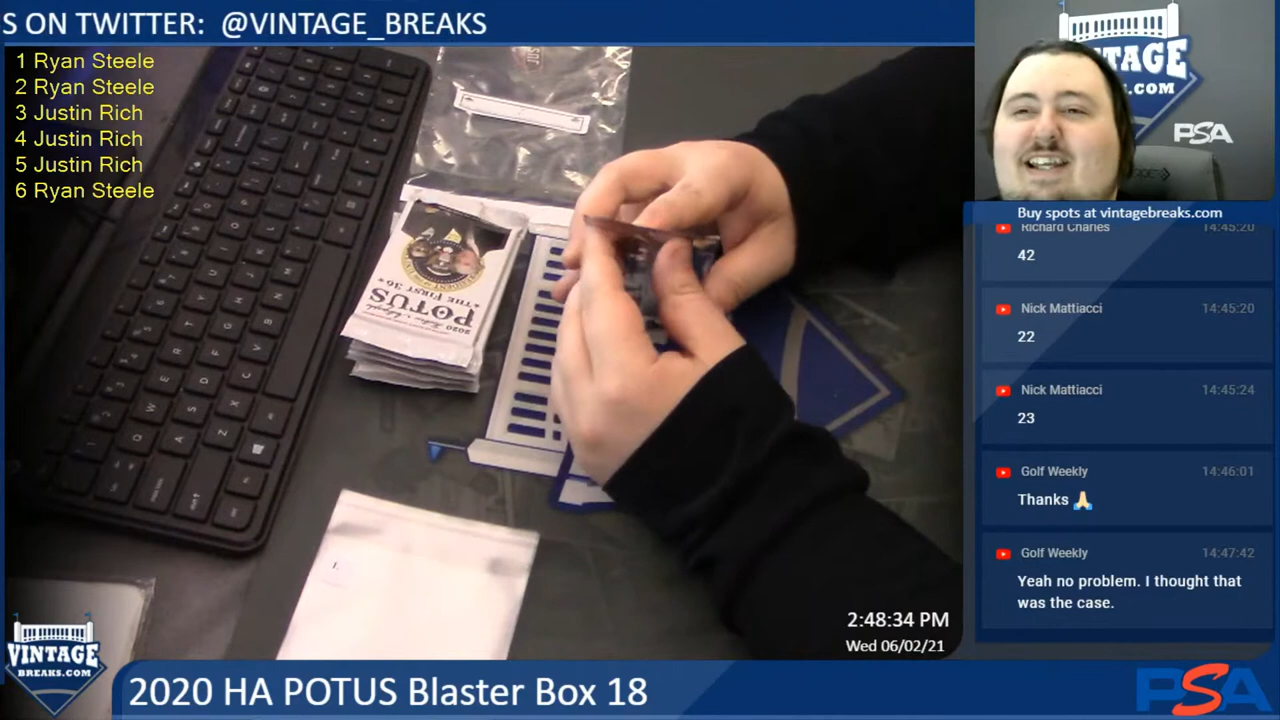 S ON TWITTER: @VINTAGE_BREAKS
1 Ryan Steele
2 Ryan Steele
3 Justin Rich
4 Justin Rich
5 Justin Rich
6 Ryan Steele
VINTAGE
BREAKS.COM
2020
POTUS
*THE FIRST 36*
TAGE
.COM
PSA
Buy spots at vintagebreaks.com
Richard Charles 14:45:20
42
Nick Mattiacci 14:45:20
22
Nick Mattiacci 14:45:24
23
Golf Weekly 14:46:01
Thanks 🙏
Golf Weekly 14:47:42
Yeah no problem. I thought that
was the case.
2:48:34 PM
Wed 06/02/21
2020 HA POTUS Blaster Box 18
PSA